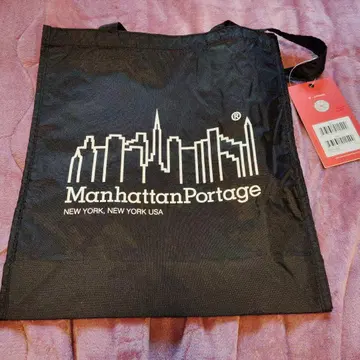 ®
ManhattanPortage
NEW YORK, NEW YORK USA